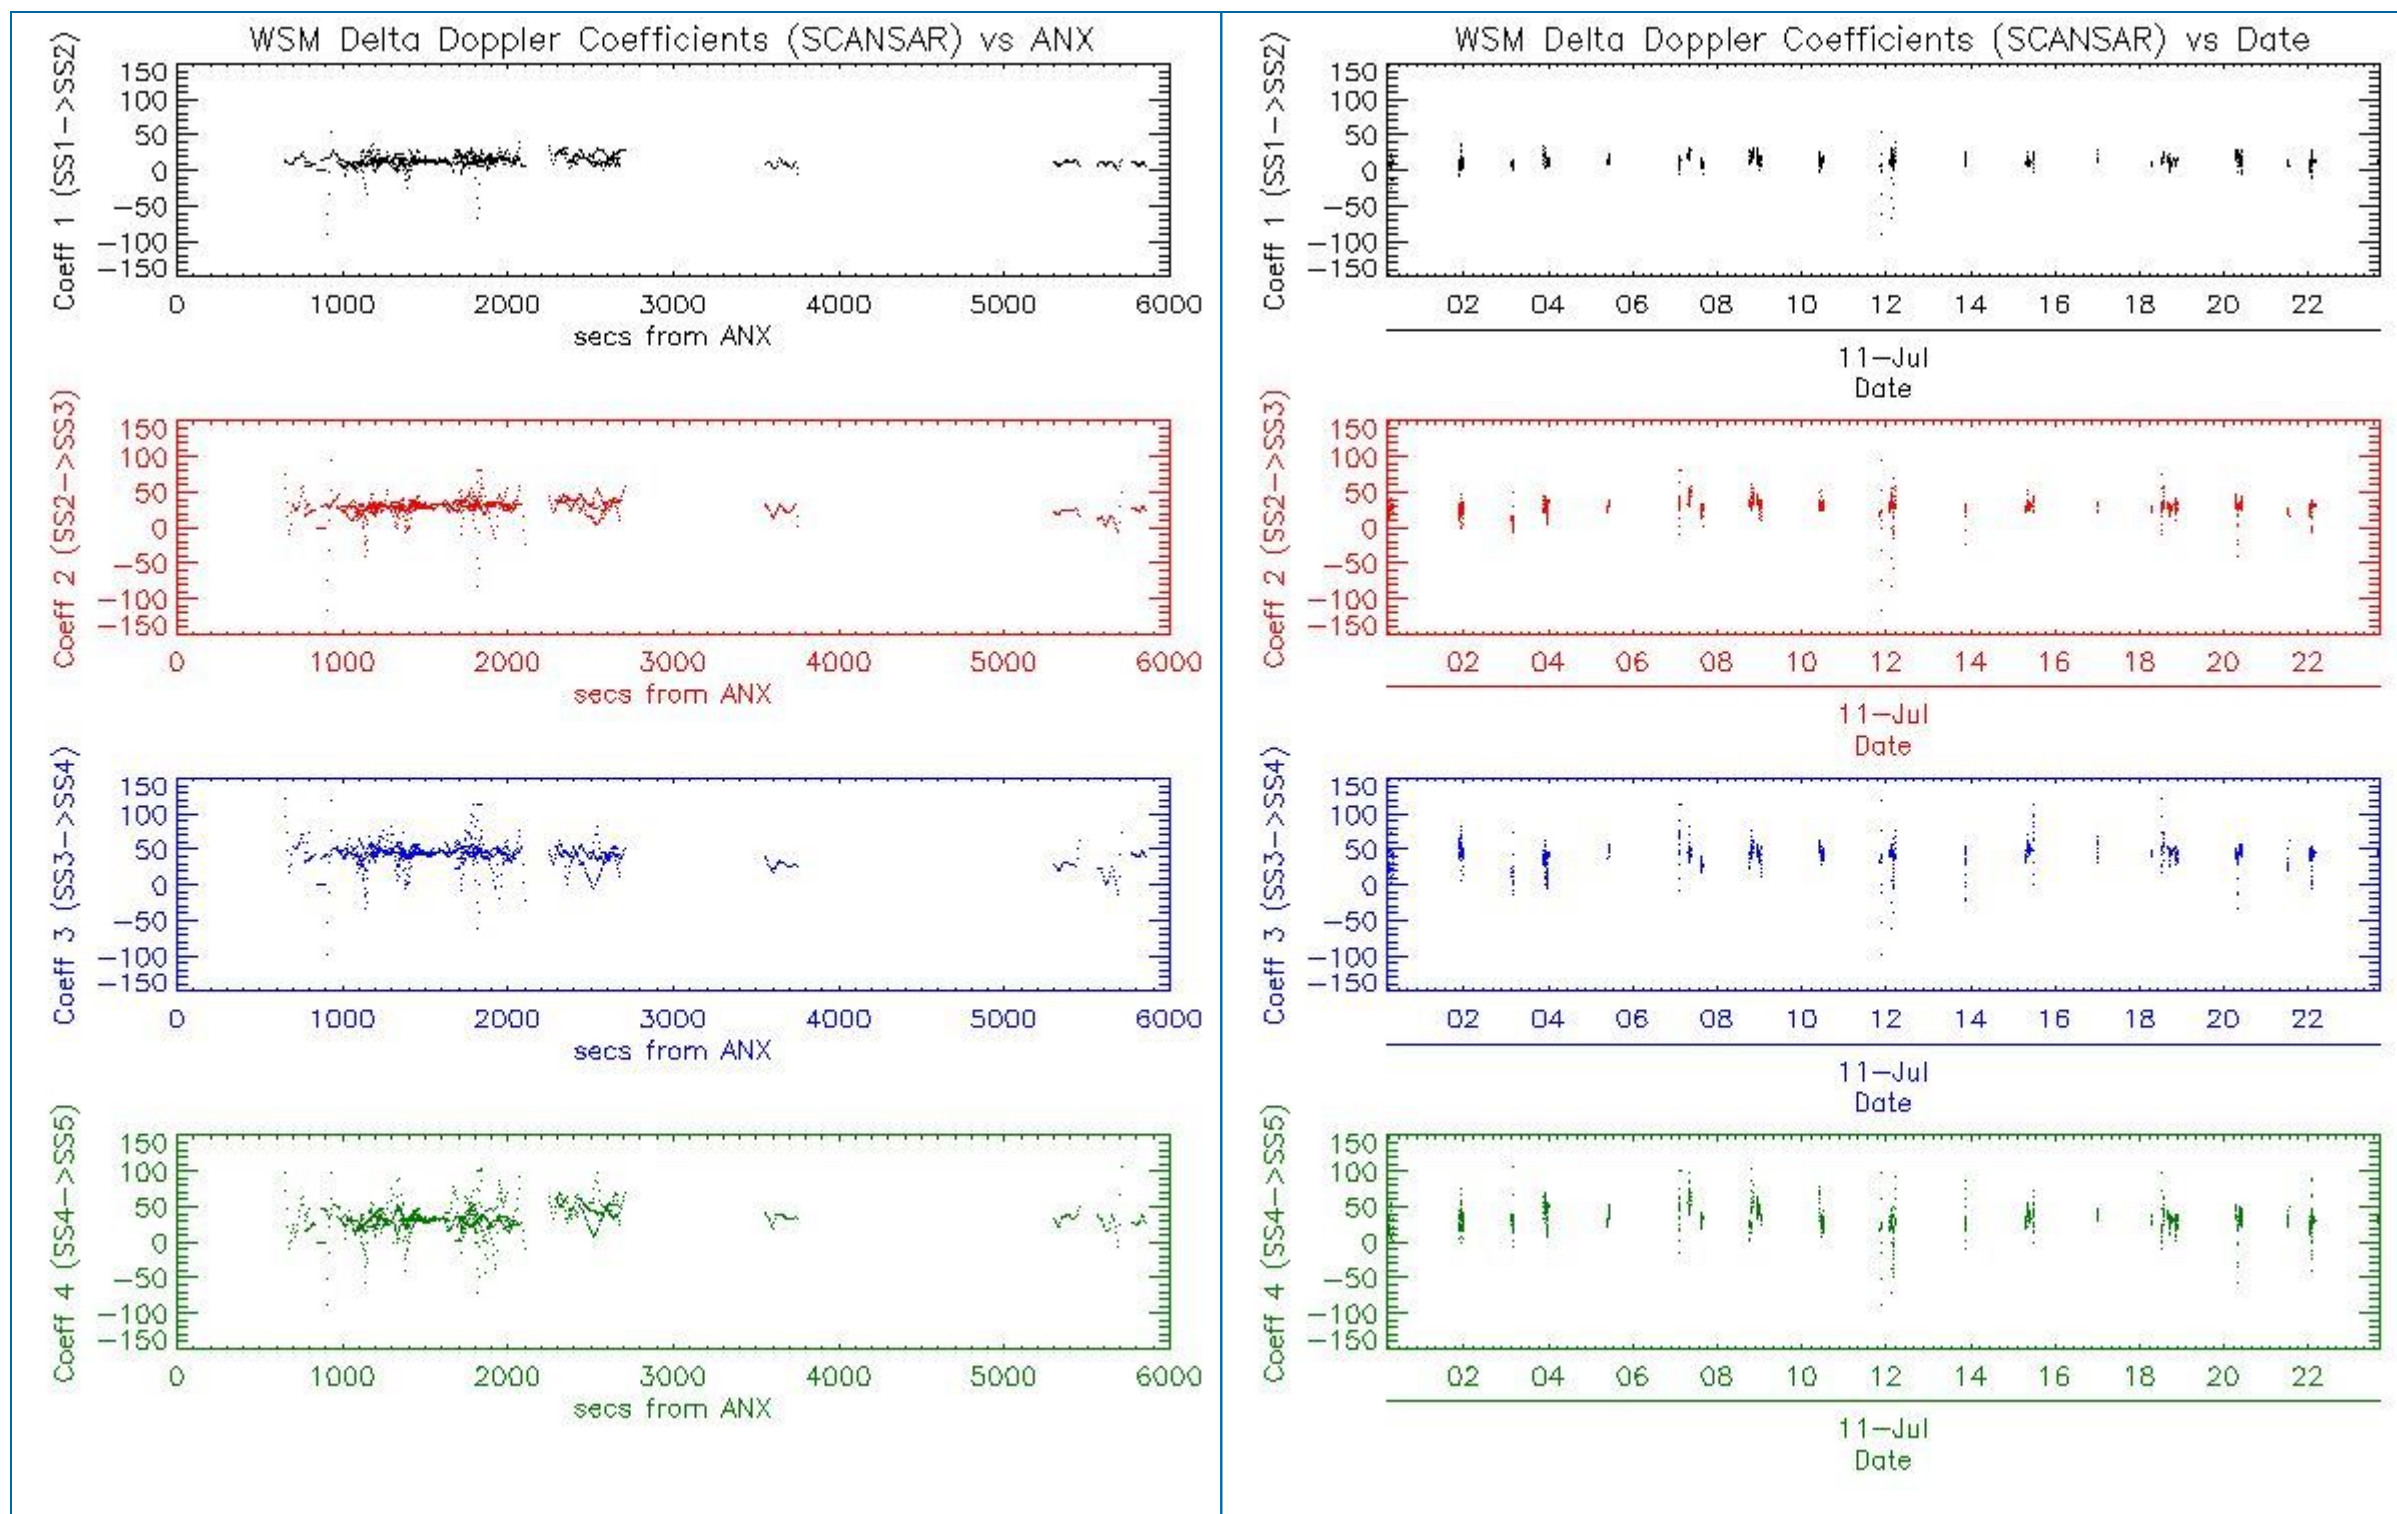 WSM Delta Doppler Coefficients (SCANSAR) vs ANX
Coeff 1 (SS1->SS2)
150
100
50
0
-50
-100
-150
0 1000 2000 3000 4000 5000 6000
secs from ANX
Coeff 2 (SS2->SS3)
150
100
50
0
-50
-100
-150
0 1000 2000 3000 4000 5000 6000
secs from ANX
Coeff 3 (SS3->SS4)
150
100
50
0
-50
-100
-150
0 1000 2000 3000 4000 5000 6000
secs from ANX
Coeff 4 (SS4->SS5)
150
100
50
0
-50
-100
-150
0 1000 2000 3000 4000 5000 6000
secs from ANX
WSM Delta Doppler Coefficients (SCANSAR) vs Date
Coeff 1 (SS1->SS2)
150
100
50
0
-50
-100
-150
02 04 06 08 10 12 14 16 18 20 22
11-Jul
Date
Coeff 2 (SS2->SS3)
150
100
50
0
-50
-100
-150
02 04 06 08 10 12 14 16 18 20 22
11-Jul
Date
Coeff 3 (SS3->SS4)
150
100
50
0
-50
-100
-150
02 04 06 08 10 12 14 16 18 20 22
11-Jul
Date
Coeff 4 (SS4->SS5)
150
100
50
0
-50
-100
-150
02 04 06 08 10 12 14 16 18 20 22
11-Jul
Date